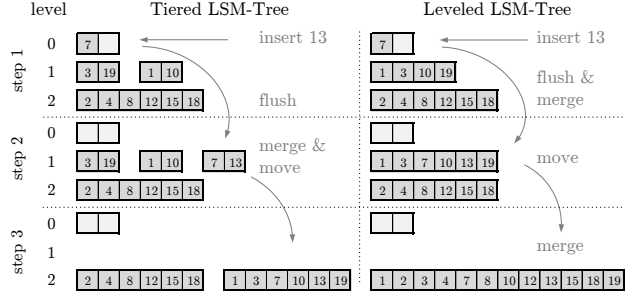 level Tiered LSM-Tree Leveled LSM-Tree
step 1
0 7 insert 13 7 insert 13
1 3 19 1 10 1 3 10 19 flush & merge
2 2 4 8 12 15 18 flush 2 4 8 12 15 18
step 2
0 merge & move
1 3 19 1 10 7 13 1 3 7 10 13 19 move
2 2 4 8 12 15 18 2 4 8 12 15 18
step 3
0
1 merge
2 2 4 8 12 15 18 1 3 7 10 13 19 1 2 3 4 7 8 10 12 13 15 18 19